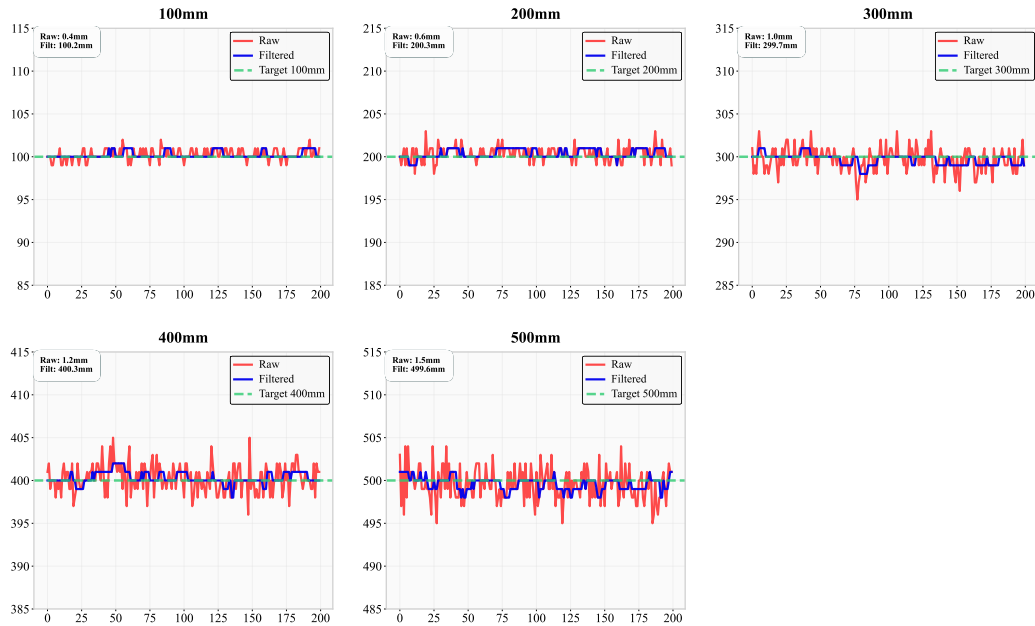 100mm
Raw: 0.4mm
Filt: 100.2mm
Raw
Filtered
Target 100mm
115
110
105
100
95
90
85
0 25 50 75 100 125 150 175 200
200mm
Raw: 0.6mm
Filt: 200.3mm
Raw
Filtered
Target 200mm
215
210
205
200
195
190
185
0 25 50 75 100 125 150 175 200
300mm
Raw: 1.0mm
Filt: 299.7mm
Raw
Filtered
Target 300mm
315
310
305
300
295
290
285
0 25 50 75 100 125 150 175 200
400mm
Raw: 1.2mm
Filt: 400.3mm
Raw
Filtered
Target 400mm
415
410
405
400
395
390
385
0 25 50 75 100 125 150 175 200
500mm
Raw: 1.5mm
Filt: 499.6mm
Raw
Filtered
Target 500mm
515
510
505
500
495
490
485
0 25 50 75 100 125 150 175 200